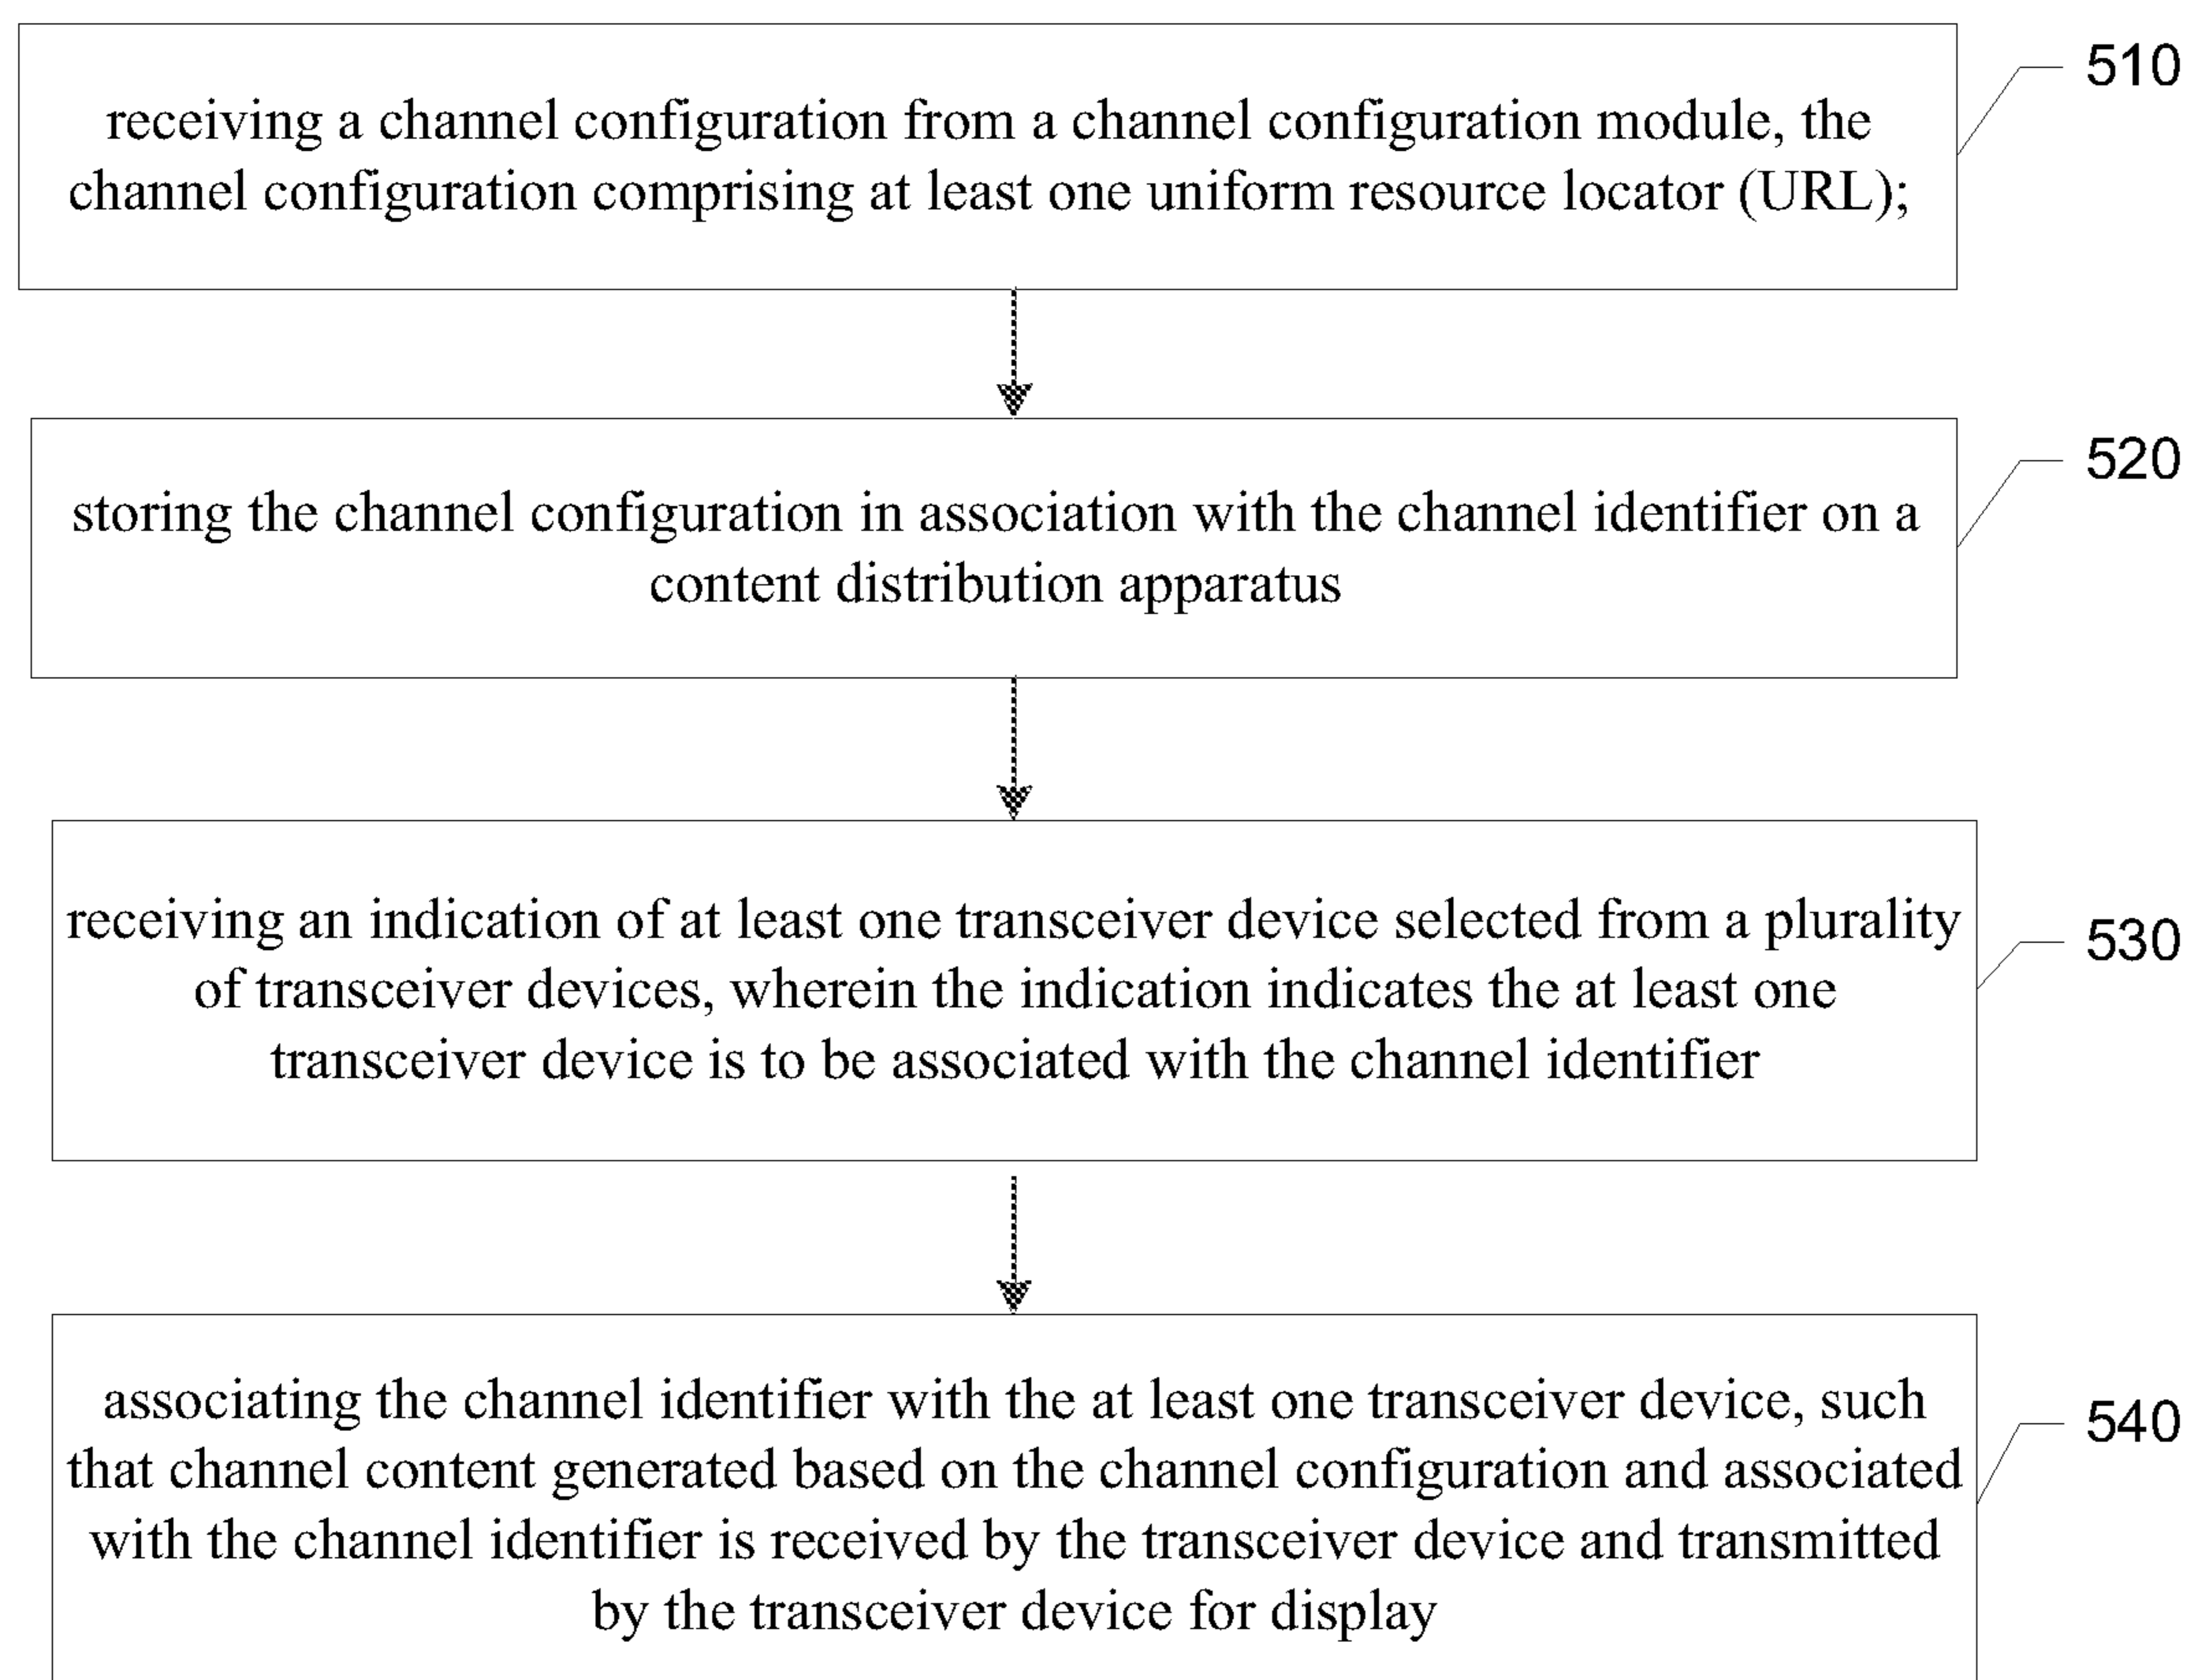 receiving a channel configuration from a channel configuration module, the
channel configuration comprising at least one uniform resource locator (URL);
510
storing the channel configuration in association with the channel identifier on a
content distribution apparatus
520
receiving an indication of at least one transceiver device selected from a plurality
of transceiver devices, wherein the indication indicates the at least one
transceiver device is to be associated with the channel identifier
530
associating the channel identifier with the at least one transceiver device, such
that channel content generated based on the channel configuration and associated
with the channel identifier is received by the transceiver device and transmitted
by the transceiver device for display
540